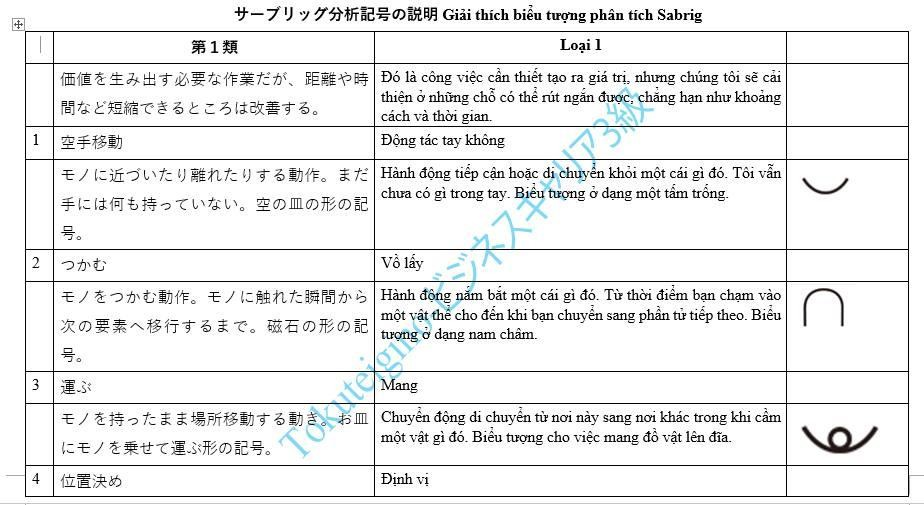 サーブリッグ分析記号の説明 Giải thích biểu tượng phân tích Sabrig
第１類
Loại 1
価値を生み出す必要な作業だが、距離や時
間など短縮できるところは改善する。
Đó là công việc cần thiết tạo ra giá trị, nhưng chúng tôi sẽ cải
thiện ở những chỗ có thể rút ngắn được, chẳng hạn như khoảng
cách và thời gian.
1
空手移動
Động tác tay không
モノに近づいたり離れたりする動作。まだ
手には何も持っていない。空の皿の形の記
号。
Hành động tiếp cận hoặc di chuyển khỏi một cái gì đó. Tôi vẫn
chưa có gì trong tay. Biểu tượng ở dạng một tấm trống.
2
つかむ
Vồ lấy
モノをつかむ動作。モノに触れた瞬間から
次の要素へ移行するまで。磁石の形の記
号。
Hành động nắm bắt một cái gì đó. Từ thời điểm bạn chạm vào
một vật thể cho đến khi bạn chuyển sang phần tử tiếp theo. Biểu
tượng ở dạng nam châm.
3
運ぶ
Mang
モノを持ったまま場所移動する動き。お皿
にモノを乗せて運ぶ形の記号。
Chuyển động di chuyển từ nơi này sang nơi khác trong khi cầm
một vật gì đó. Biểu tượng cho việc mang đồ vật lên đĩa.
4
位置決め
Định vị
Tokuteigino ビジネスキャリア3級